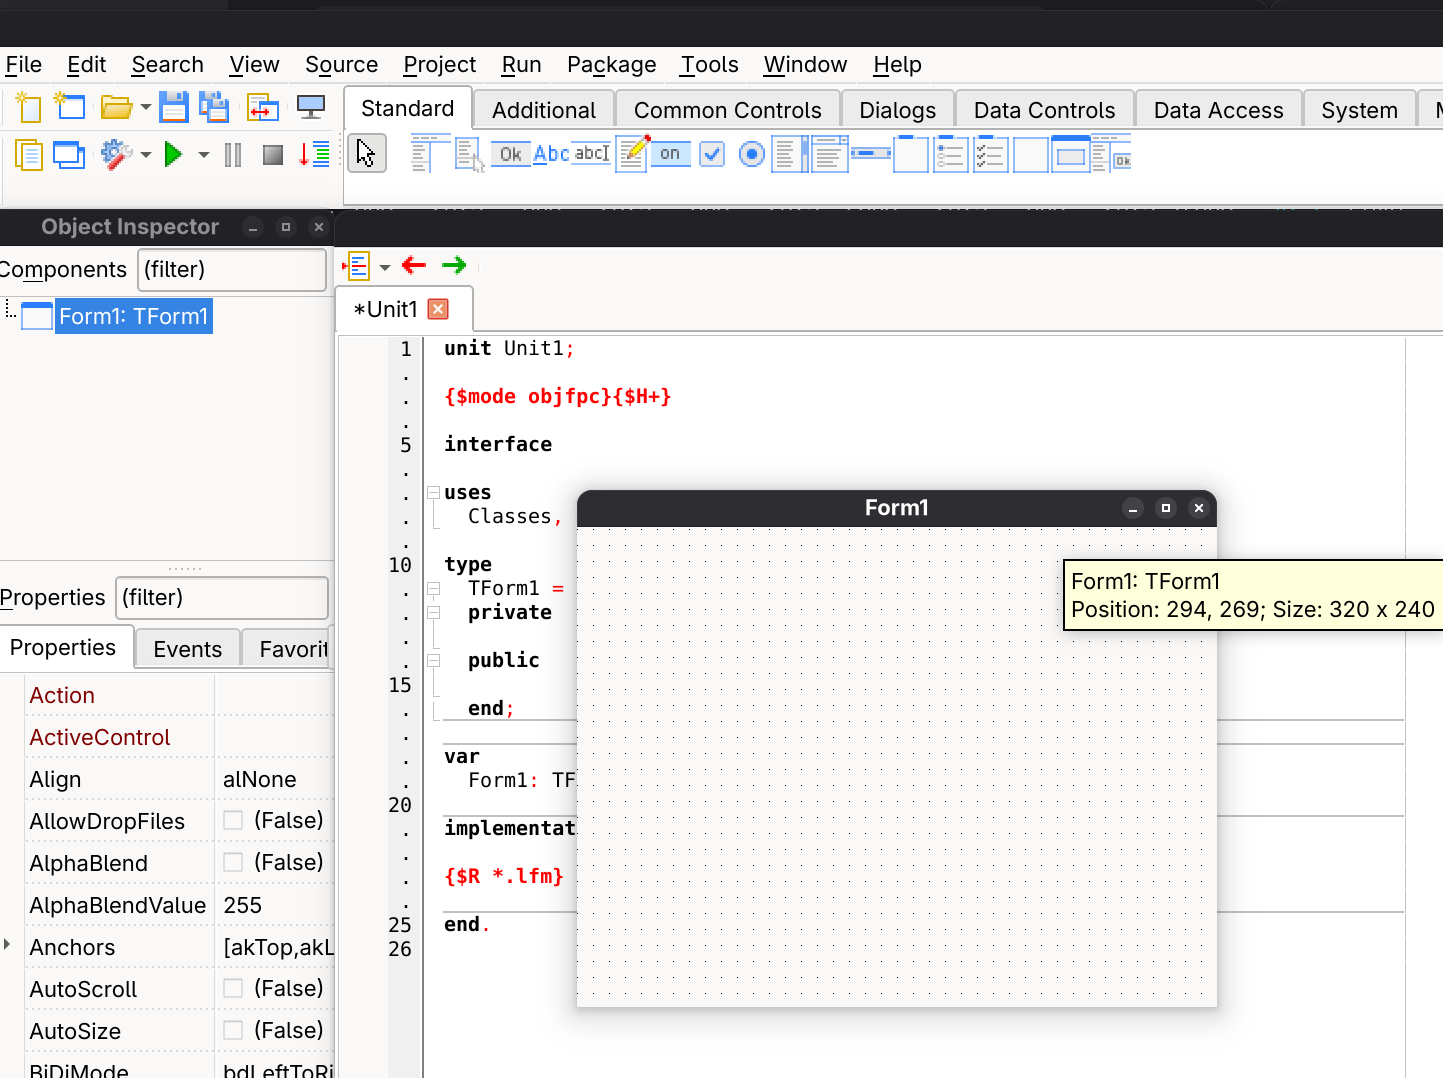 File Edit Search View Source Project Run Package Tools Window Help
Standard Additional Common Controls Dialogs Data Controls Data Access System
Ok Abc abcI on Ok
Object Inspector
Components (filter)
Form1: TForm1
*Unit1
1 unit Unit1;
{$mode objfpc}{$H+}
5 interface
uses
Classes,
10 type
TForm1 =
private
public
15
end;
var
Form1: TF
20
implementat
{$R *.lfm}
25 end.
26
Form1
Form1: TForm1
Position: 294, 269; Size: 320 x 240
Properties (filter)
Properties Events Favorit
Action
ActiveControl
Align alNone
AllowDropFiles (False)
AlphaBlend (False)
AlphaBlendValue 255
Anchors [akTop,akL
AutoScroll (False)
AutoSize (False)
BiDiMode bdLeftToRi